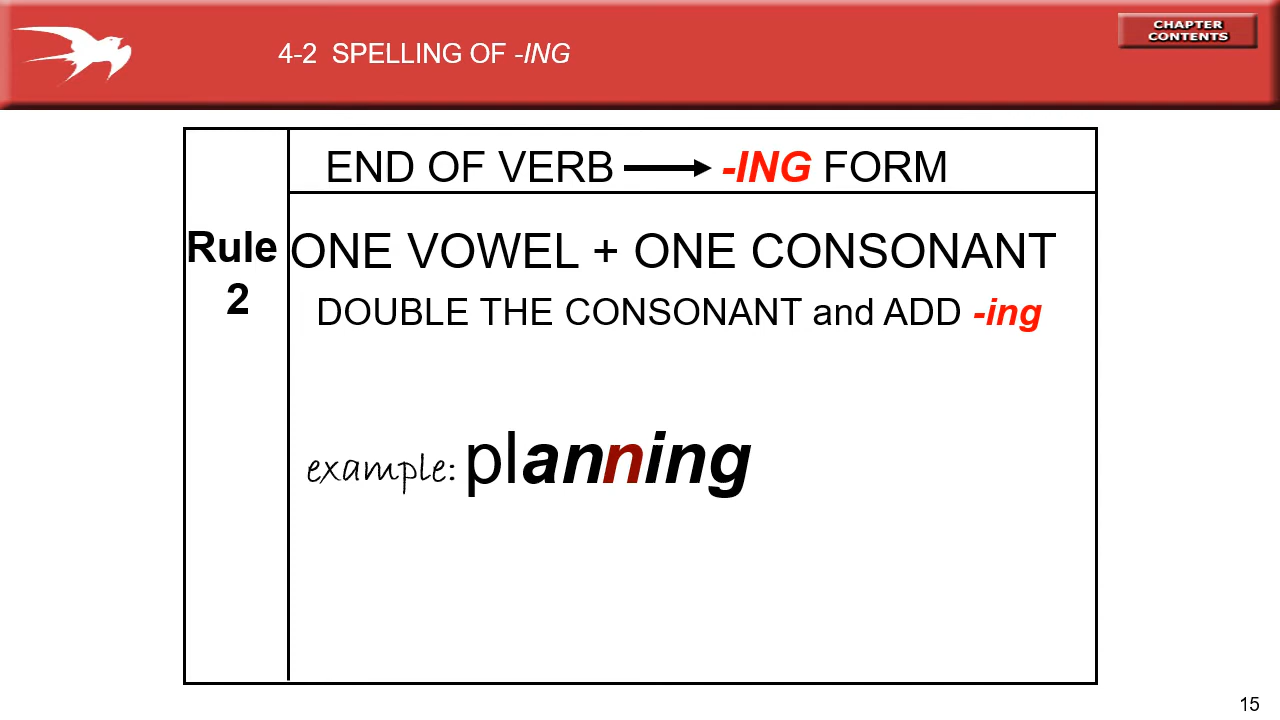 4-2 SPELLING OF -ING
CHAPTER
CONTENTS
END OF VERB -ING FORM
Rule
2
ONE VOWEL + ONE CONSONANT
DOUBLE THE CONSONANT and ADD -ing
example: planning
15